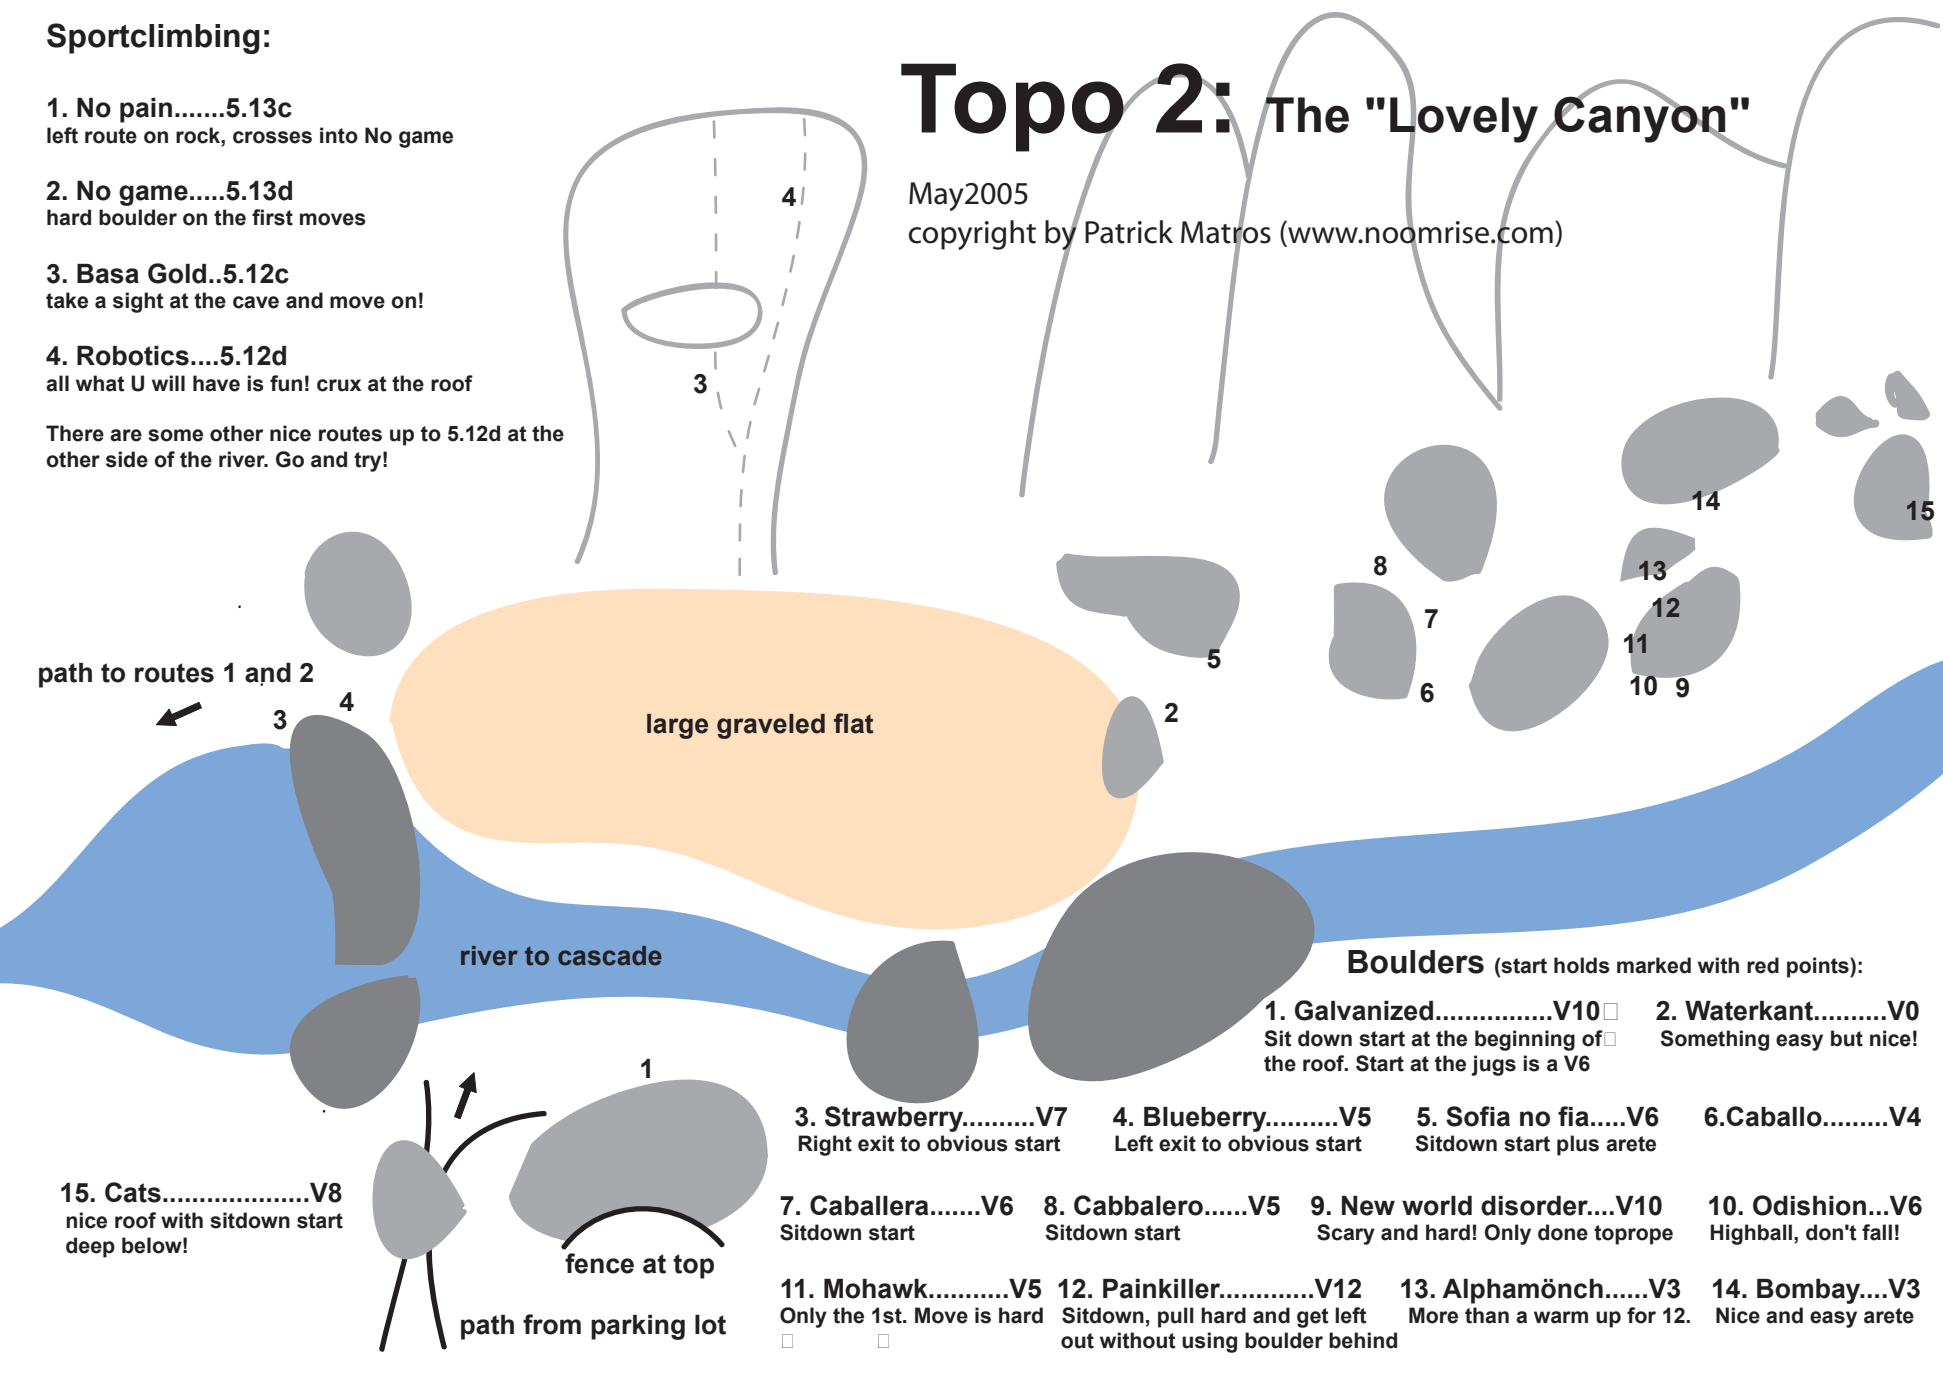 Sportclimbing:
1. No pain.......5.13c
left route on rock, crosses into No game
2. No game.....5.13d
hard boulder on the first moves
3. Basa Gold..5.12c
take a sight at the cave and move on!
4. Robotics....5.12d
all what U will have is fun! crux at the roof
There are some other nice routes up to 5.12d at the
other side of the river. Go and try!
Topo 2: The "Lovely Canyon"
May2005
copyright by Patrick Matros (www.noomrise.com)
4
3
14
15
8
13
12
7
11
5
6
10
9
path to routes 1 and 2
3
4
large graveled flat
2
river to cascade
1
fence at top
path from parking lot
Boulders (start holds marked with red points):
1. Galvanized................V10
Sit down start at the beginning of
the roof. Start at the jugs is a V6
2. Waterkant..........V0
Something easy but nice!
3. Strawberry..........V7
Right exit to obvious start
4. Blueberry..........V5
Left exit to obvious start
5. Sofia no fia.....V6
Sitdown start plus arete
6.Caballo.........V4
7. Caballera.......V6
Sitdown start
8. Cabbalero......V5
Sitdown start
9. New world disorder....V10
Scary and hard! Only done toprope
10. Odishion...V6
Highball, don't fall!
11. Mohawk...........V5
Only the 1st. Move is hard
12. Painkiller.............V12
Sitdown, pull hard and get left
out without using boulder behind
13. Alphamönch......V3
More than a warm up for 12.
14. Bombay....V3
Nice and easy arete
15. Cats....................V8
nice roof with sitdown start
deep below!